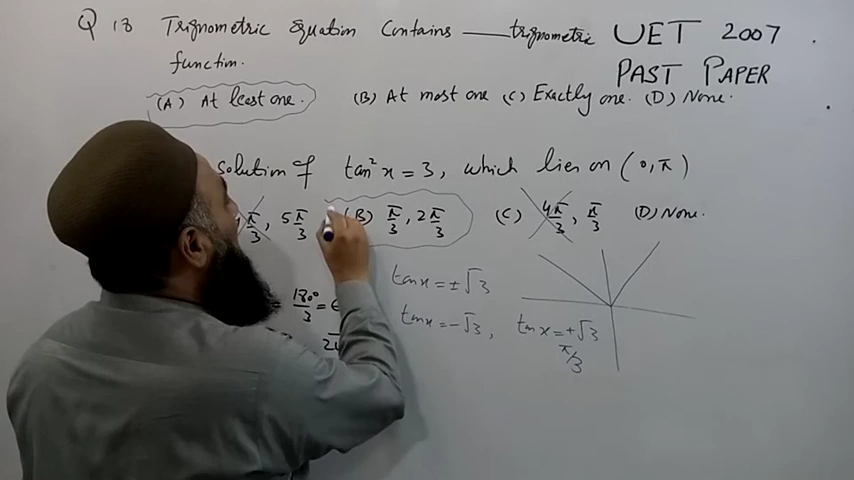 Q 18 Trignometric Equation Contains ___ trignometric
function.
UET 2007
PAST PAPER
(A) At least one. (B) At most one (C) Exactly one. (D) None.
solution of tan²x = 3, which lies on (0, π)
π/3, 5π/3 (B) π/3, 2π/3 (C) 4π/3, π/3 (D) None.
tan x = ±√3
tan x = -√3, tan x = +√3
π/3
= 180°/3 =